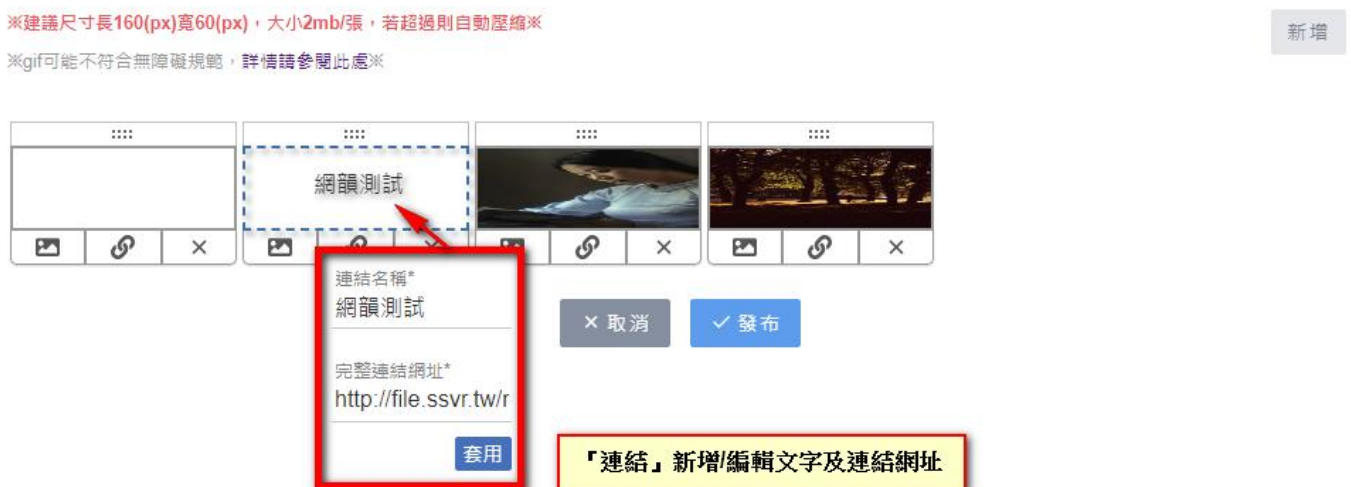 ※建議尺寸長160(px)寬60(px)，大小2mb/張，若超過則自動壓縮※
新增
※gif可能不符合無障礙規範，詳情請參閱此處※
網韻測試
連結名稱*
網韻測試
× 取消
✓ 發布
完整連結網址*
http://file.ssvr.tw/r
套用
「連結」新增/編輯文字及連結網址